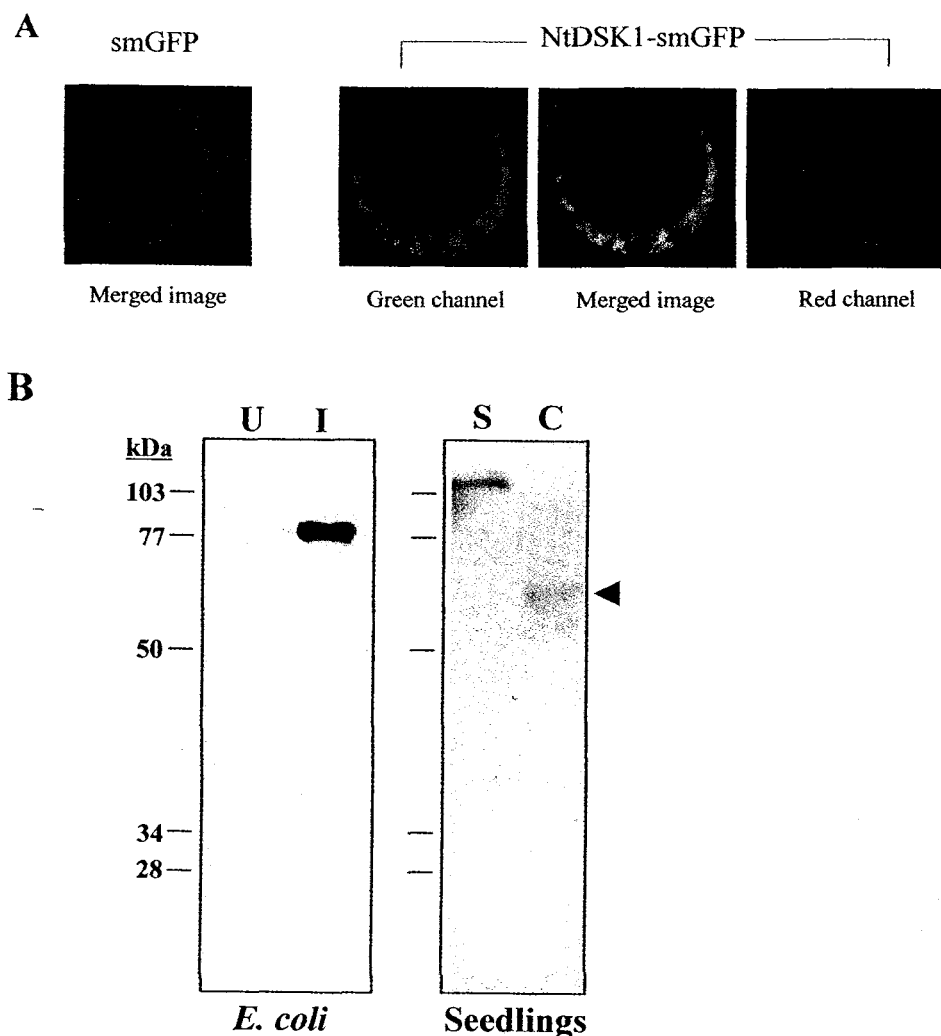 A
smGFP
NtDSK1-smGFP
Merged image
Green channel
Merged image
Red channel
B
U I
S C
kDa
103
77
50
34
28
E. coli
Seedlings